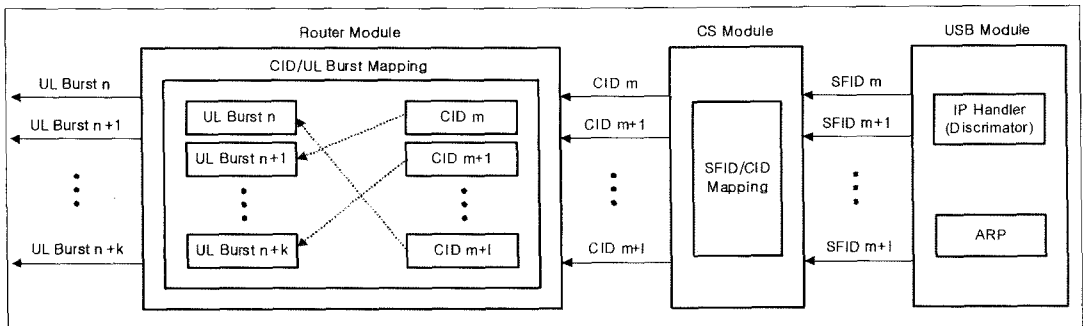 Router Module
CID/UL Burst Mapping
UL Burst n
UL Burst n+1
UL Burst n+k
UL Burst n
UL Burst n+1
UL Burst n+k
CID m
CID m+1
CID m+l
CID m
CID m+1
CID m+l
CS Module
SFID/CID
Mapping
SFID m
SFID m+1
SFID m+l
USB Module
IP Handler
(Discrimator)
ARP